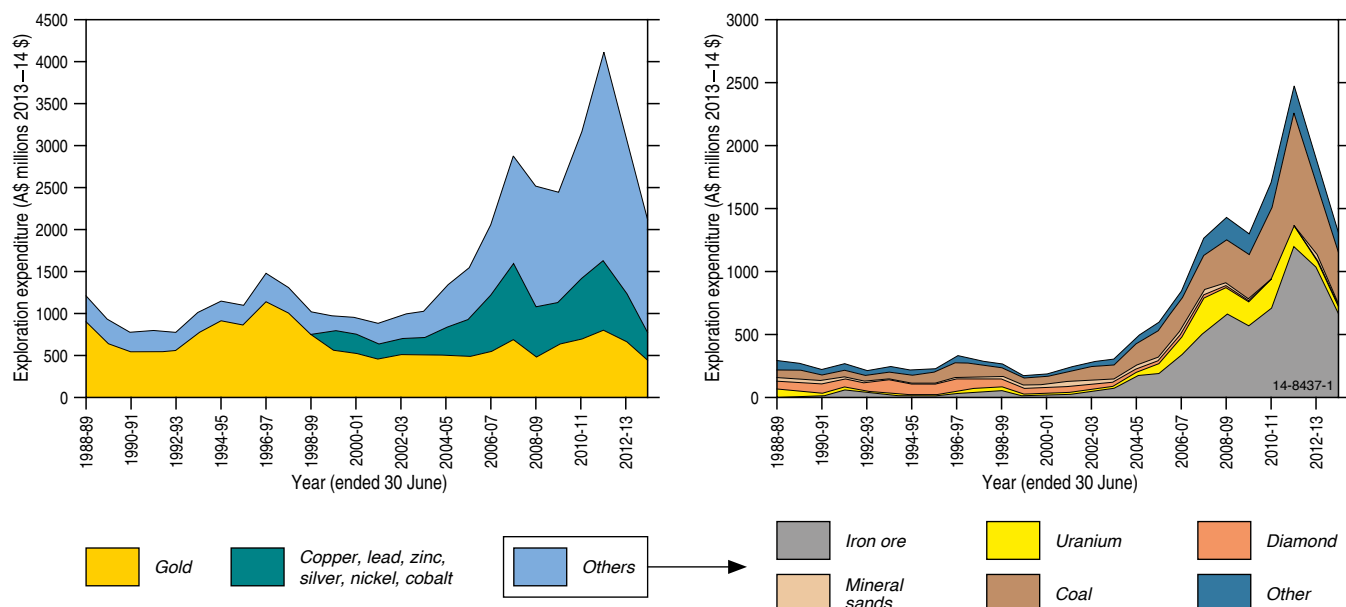 Exploration expenditure (A$ millions 2013–14 $)
4500
4000
3500
3000
2500
2000
1500
1000
500
0
1988-89
1990-91
1992-93
1994-95
1996-97
1998-99
2000-01
2002-03
2004-05
2006-07
2008-09
2010-11
2012-13
Year (ended 30 June)
Exploration expenditure (A$ millions 2013–14 $)
3000
2500
2000
1500
1000
500
0
14-8437-1
1988-89
1990-91
1992-93
1994-95
1996-97
1998-99
2000-01
2002-03
2004-05
2006-07
2008-09
2010-11
2012-13
Year (ended 30 June)
Gold
Copper, lead, zinc,
silver, nickel, cobalt
Others
Iron ore
Uranium
Diamond
Mineral
sands
Coal
Other